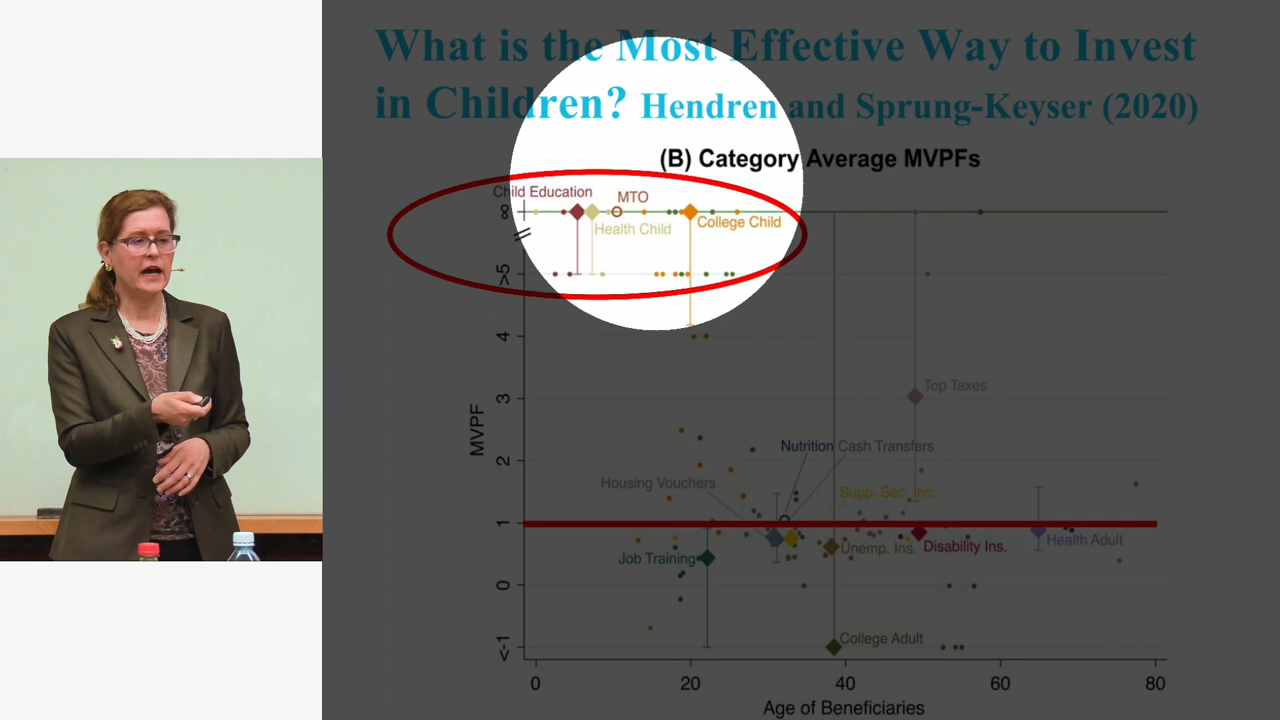 What is the Most Effective Way to Invest
in Children? Hendren and Sprung-Keyser (2020)
(B) Category Average MVPFs
Child Education
MTO
∞
Health Child
College Child
>5
4
Top Taxes
3
MVPF
Nutrition Cash Transfers
2
Housing Vouchers
Supp. Sec. Inc.
1
Job Training
Unemp. Ins.
Disability Ins.
Health Adult
0
College Adult
<-1
0 20 40 60 80
Age of Beneficiaries